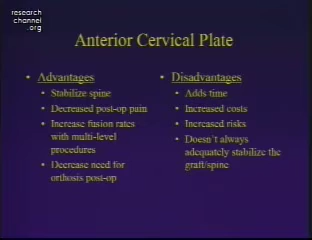 research
channel
.org
Anterior Cervical Plate
• Advantages
• Stabilize spine
• Decreased post-op pain
• Increase fusion rates
with multi-level
procedures
• Decrease need for
orthosis post-op
• Disadvantages
• Adds time
• Increased costs
• Increased risks
• Doesn't always
adequately stabilize the
graft/spine